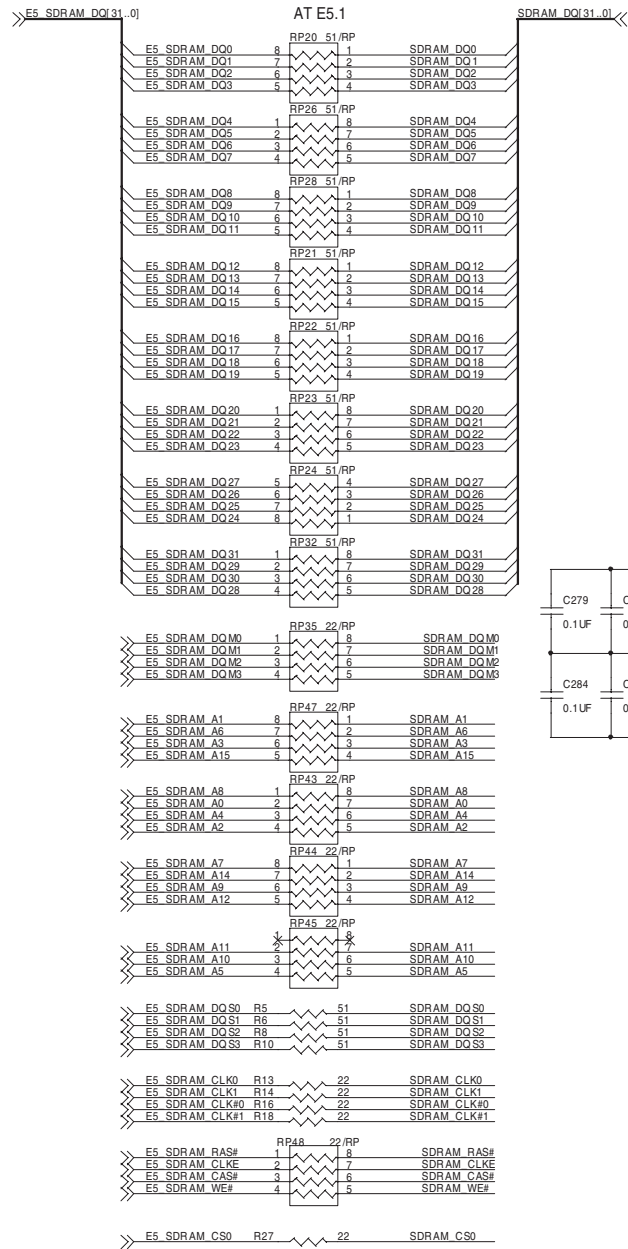 E5_SDRAM_DQ[31..0] AT E5.1 SDRAM_DQ[31..0]
RP20 51/RP
E5_SDRAM_DQ0 8 1 SDRAM_DQ0
E5_SDRAM_DQ1 7 2 SDRAM_DQ1
E5_SDRAM_DQ2 6 3 SDRAM_DQ2
E5_SDRAM_DQ3 5 4 SDRAM_DQ3
RP26 51/RP
E5_SDRAM_DQ4 1 8 SDRAM_DQ4
E5_SDRAM_DQ5 2 7 SDRAM_DQ5
E5_SDRAM_DQ6 3 6 SDRAM_DQ6
E5_SDRAM_DQ7 4 5 SDRAM_DQ7
RP28 51/RP
E5_SDRAM_DQ8 8 1 SDRAM_DQ8
E5_SDRAM_DQ9 7 2 SDRAM_DQ9
E5_SDRAM_DQ10 6 3 SDRAM_DQ10
E5_SDRAM_DQ11 5 4 SDRAM_DQ11
RP21 51/RP
E5_SDRAM_DQ12 8 1 SDRAM_DQ12
E5_SDRAM_DQ13 7 2 SDRAM_DQ13
E5_SDRAM_DQ14 6 3 SDRAM_DQ14
E5_SDRAM_DQ15 5 4 SDRAM_DQ15
RP22 51/RP
E5_SDRAM_DQ16 8 1 SDRAM_DQ16
E5_SDRAM_DQ17 7 2 SDRAM_DQ17
E5_SDRAM_DQ18 6 3 SDRAM_DQ18
E5_SDRAM_DQ19 5 4 SDRAM_DQ19
RP23 51/RP
E5_SDRAM_DQ20 1 8 SDRAM_DQ20
E5_SDRAM_DQ21 2 7 SDRAM_DQ21
E5_SDRAM_DQ22 3 6 SDRAM_DQ22
E5_SDRAM_DQ23 4 5 SDRAM_DQ23
RP24 51/RP
E5_SDRAM_DQ27 5 4 SDRAM_DQ27
E5_SDRAM_DQ26 6 3 SDRAM_DQ26
E5_SDRAM_DQ25 7 2 SDRAM_DQ25
E5_SDRAM_DQ24 8 1 SDRAM_DQ24
RP32 51/RP
E5_SDRAM_DQ31 1 8 SDRAM_DQ31
E5_SDRAM_DQ29 2 7 SDRAM_DQ29
E5_SDRAM_DQ30 3 6 SDRAM_DQ30
E5_SDRAM_DQ28 4 5 SDRAM_DQ28
C279 C
0.1UF 0
RP35 22/RP
E5_SDRAM_DQM0 1 8 SDRAM_DQM0
E5_SDRAM_DQM1 2 7 SDRAM_DQM1
E5_SDRAM_DQM2 3 6 SDRAM_DQM2
E5_SDRAM_DQM3 4 5 SDRAM_DQM3
C284 C
0.1UF 0
RP47 22/RP
E5_SDRAM_A1 8 1 SDRAM_A1
E5_SDRAM_A6 7 2 SDRAM_A6
E5_SDRAM_A3 6 3 SDRAM_A3
E5_SDRAM_A15 5 4 SDRAM_A15
RP43 22/RP
E5_SDRAM_A8 1 8 SDRAM_A8
E5_SDRAM_A0 2 7 SDRAM_A0
E5_SDRAM_A4 3 6 SDRAM_A4
E5_SDRAM_A2 4 5 SDRAM_A2
RP44 22/RP
E5_SDRAM_A7 8 1 SDRAM_A7
E5_SDRAM_A14 7 2 SDRAM_A14
E5_SDRAM_A9 6 3 SDRAM_A9
E5_SDRAM_A12 5 4 SDRAM_A12
RP45 22/RP
1 8
E5_SDRAM_A11 2 7 SDRAM_A11
E5_SDRAM_A10 3 6 SDRAM_A10
E5_SDRAM_A5 4 5 SDRAM_A5
E5_SDRAM_DQS0 R5 51 SDRAM_DQS0
E5_SDRAM_DQS1 R6 51 SDRAM_DQS1
E5_SDRAM_DQS2 R8 51 SDRAM_DQS2
E5_SDRAM_DQS3 R10 51 SDRAM_DQS3
E5_SDRAM_CLK0 R13 22 SDRAM_CLK0
E5_SDRAM_CLK1 R14 22 SDRAM_CLK1
E5_SDRAM_CLK#0 R16 22 SDRAM_CLK#0
E5_SDRAM_CLK#1 R18 22 SDRAM_CLK#1
RP48 22/RP
E5_SDRAM_RAS# 1 8 SDRAM_RAS#
E5_SDRAM_CLKE 2 7 SDRAM_CLKE
E5_SDRAM_CAS# 3 6 SDRAM_CAS#
E5_SDRAM_WE# 4 5 SDRAM_WE#
E5_SDRAM_CS0 R27 22 SDRAM_CS0